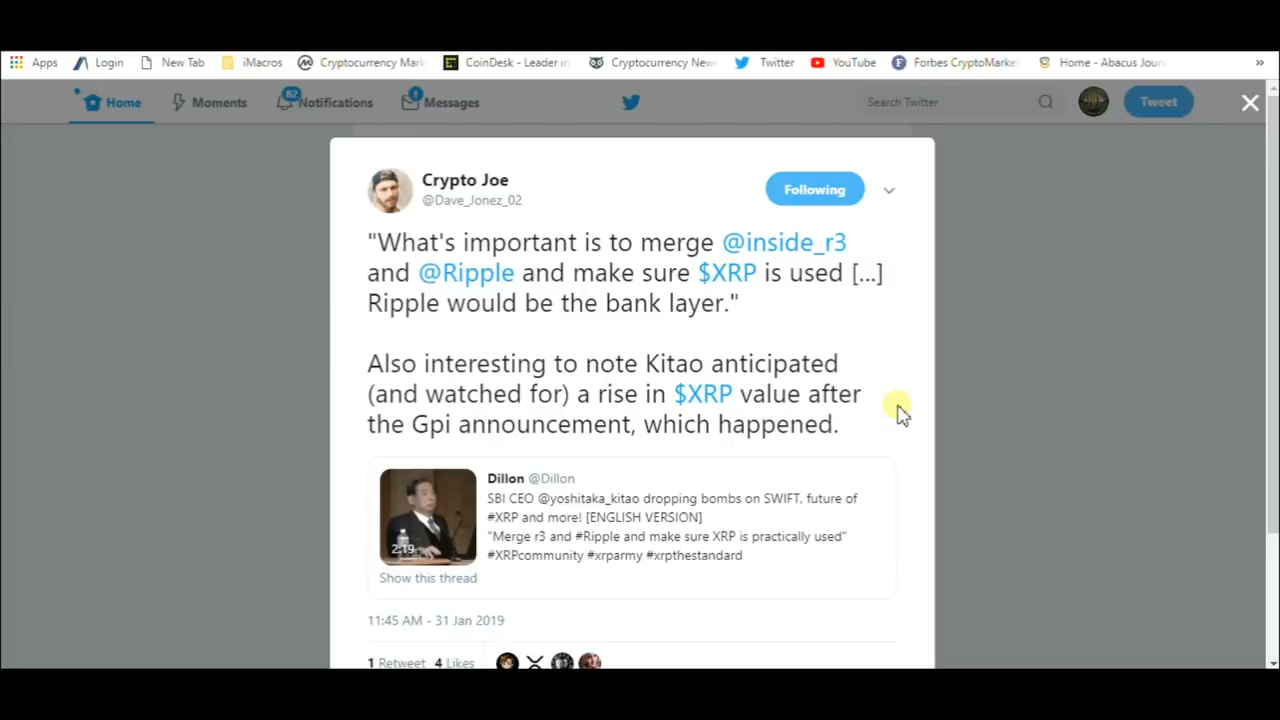 Apps Login New Tab iMacros Cryptocurrency Mark CoinDesk - Leader in Cryptocurrency News Twitter YouTube Forbes CryptoMarke Home - Abacus Jour »
Home Moments 62 Notifications 1 Messages Search Twitter Tweet
Crypto Joe Following
@Dave_Jonez_02
"What's important is to merge @inside_r3
and @Ripple and make sure $XRP is used [...]
Ripple would be the bank layer."
Also interesting to note Kitao anticipated
(and watched for) a rise in $XRP value after
the Gpi announcement, which happened.
Dillon @Dillon
SBI CEO @yoshitaka_kitao dropping bombs on SWIFT, future of
#XRP and more! [ENGLISH VERSION]
"Merge r3 and #Ripple and make sure XRP is practically used"
#XRPcommunity #xrparmy #xrpthestandard
2:19
Show this thread
11:45 AM - 31 Jan 2019
1 Retweet 4 Likes